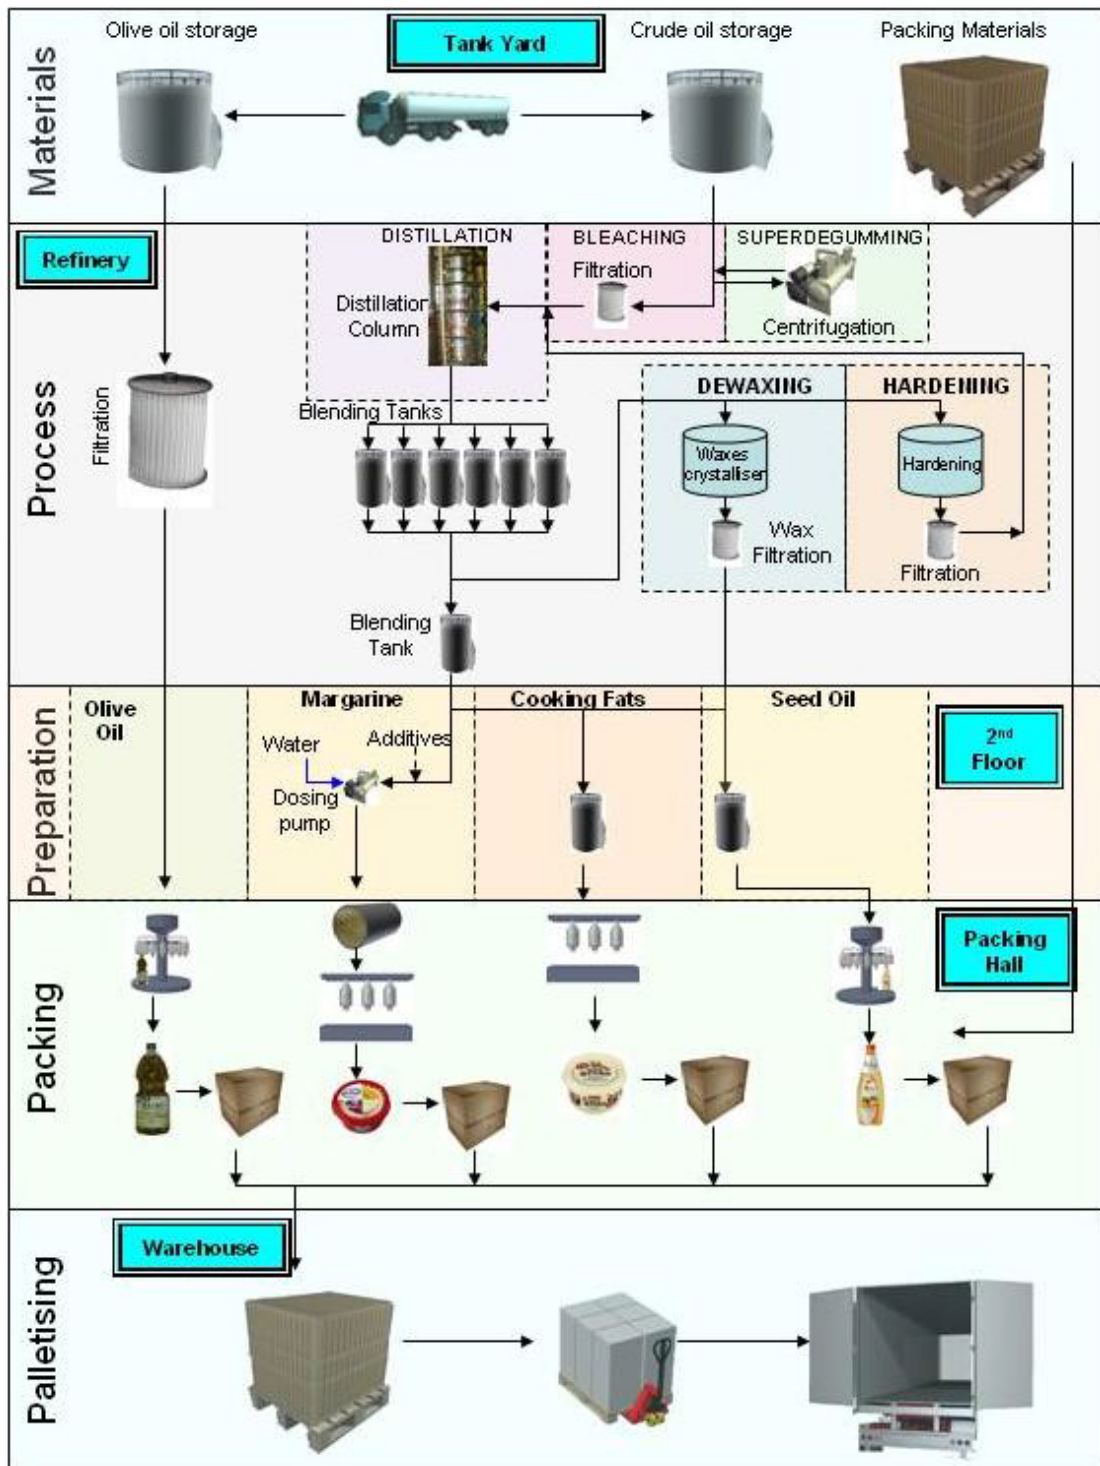 Olive oil storage
Tank Yard
Crude oil storage
Packing Materials
Materials
Refinery
DISTILLATION
BLEACHING
SUPERDEGUMMING
Filtration
Distillation
Column
Centrifugation
Process
Filtration
DEWAXING
HARDENING
Blending Tanks
Waxes
crystalliser
Hardening
Wax
Filtration
Filtration
Blending
Tank
Preparation
Olive
Oil
Margarine
Cooking Fats
Seed Oil
Water
Additives
Dosing
pump
2nd
Floor
Packing
Packing
Hall
Palletising
Warehouse